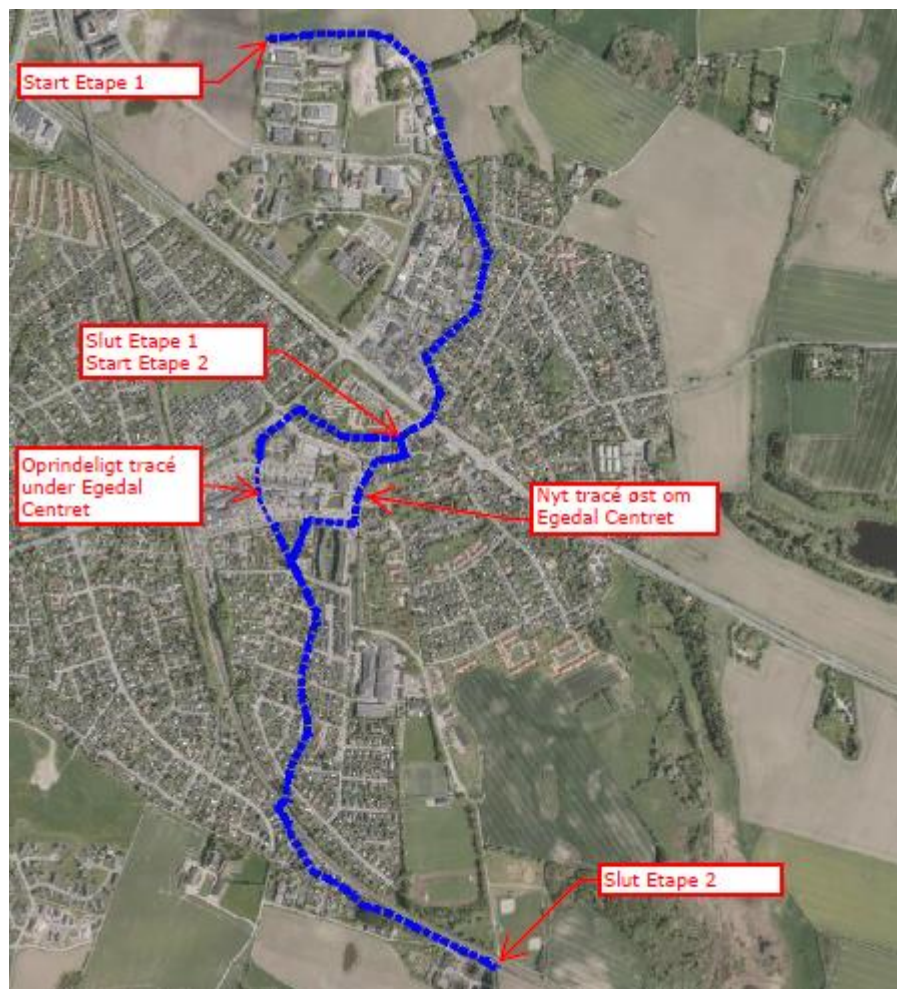 Start Etape 1
Slut Etape 1
Start Etape 2
Oprindeligt tracé
under Egedal
Centret
Nyt tracé øst om
Egedal Centret
Slut Etape 2